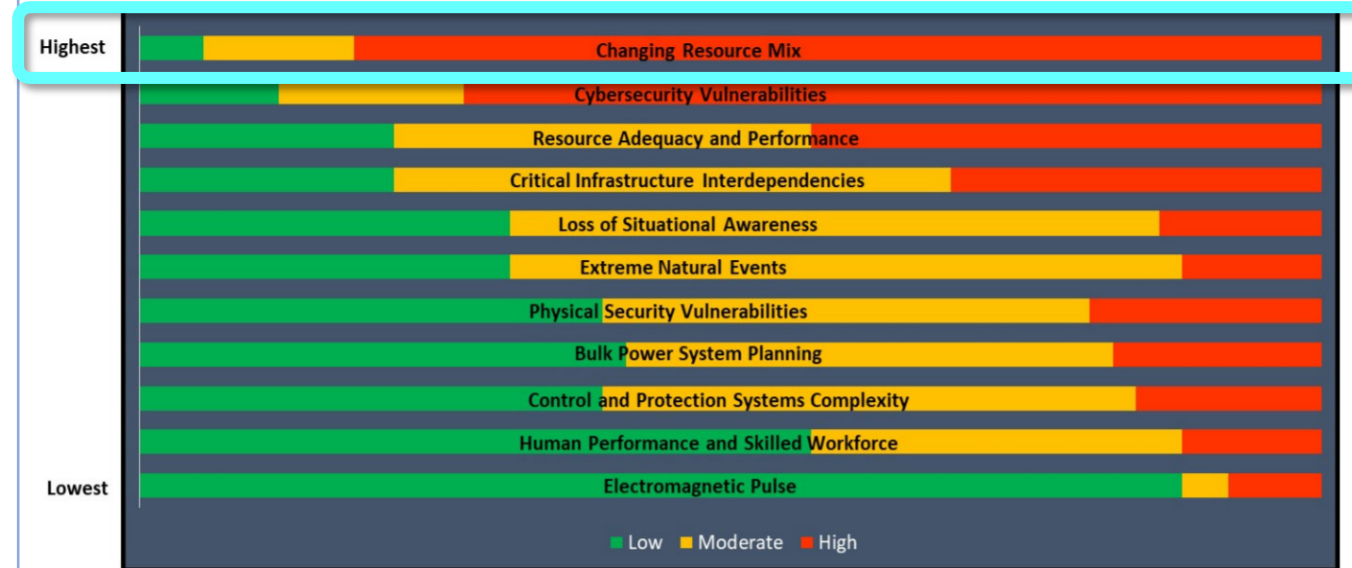 Highest
Changing Resource Mix
Cybersecurity Vulnerabilities
Resource Adequacy and Performance
Critical Infrastructure Interdependencies
Loss of Situational Awareness
Extreme Natural Events
Physical Security Vulnerabilities
Bulk Power System Planning
Control and Protection Systems Complexity
Human Performance and Skilled Workforce
Lowest
Electromagnetic Pulse
Low Moderate High